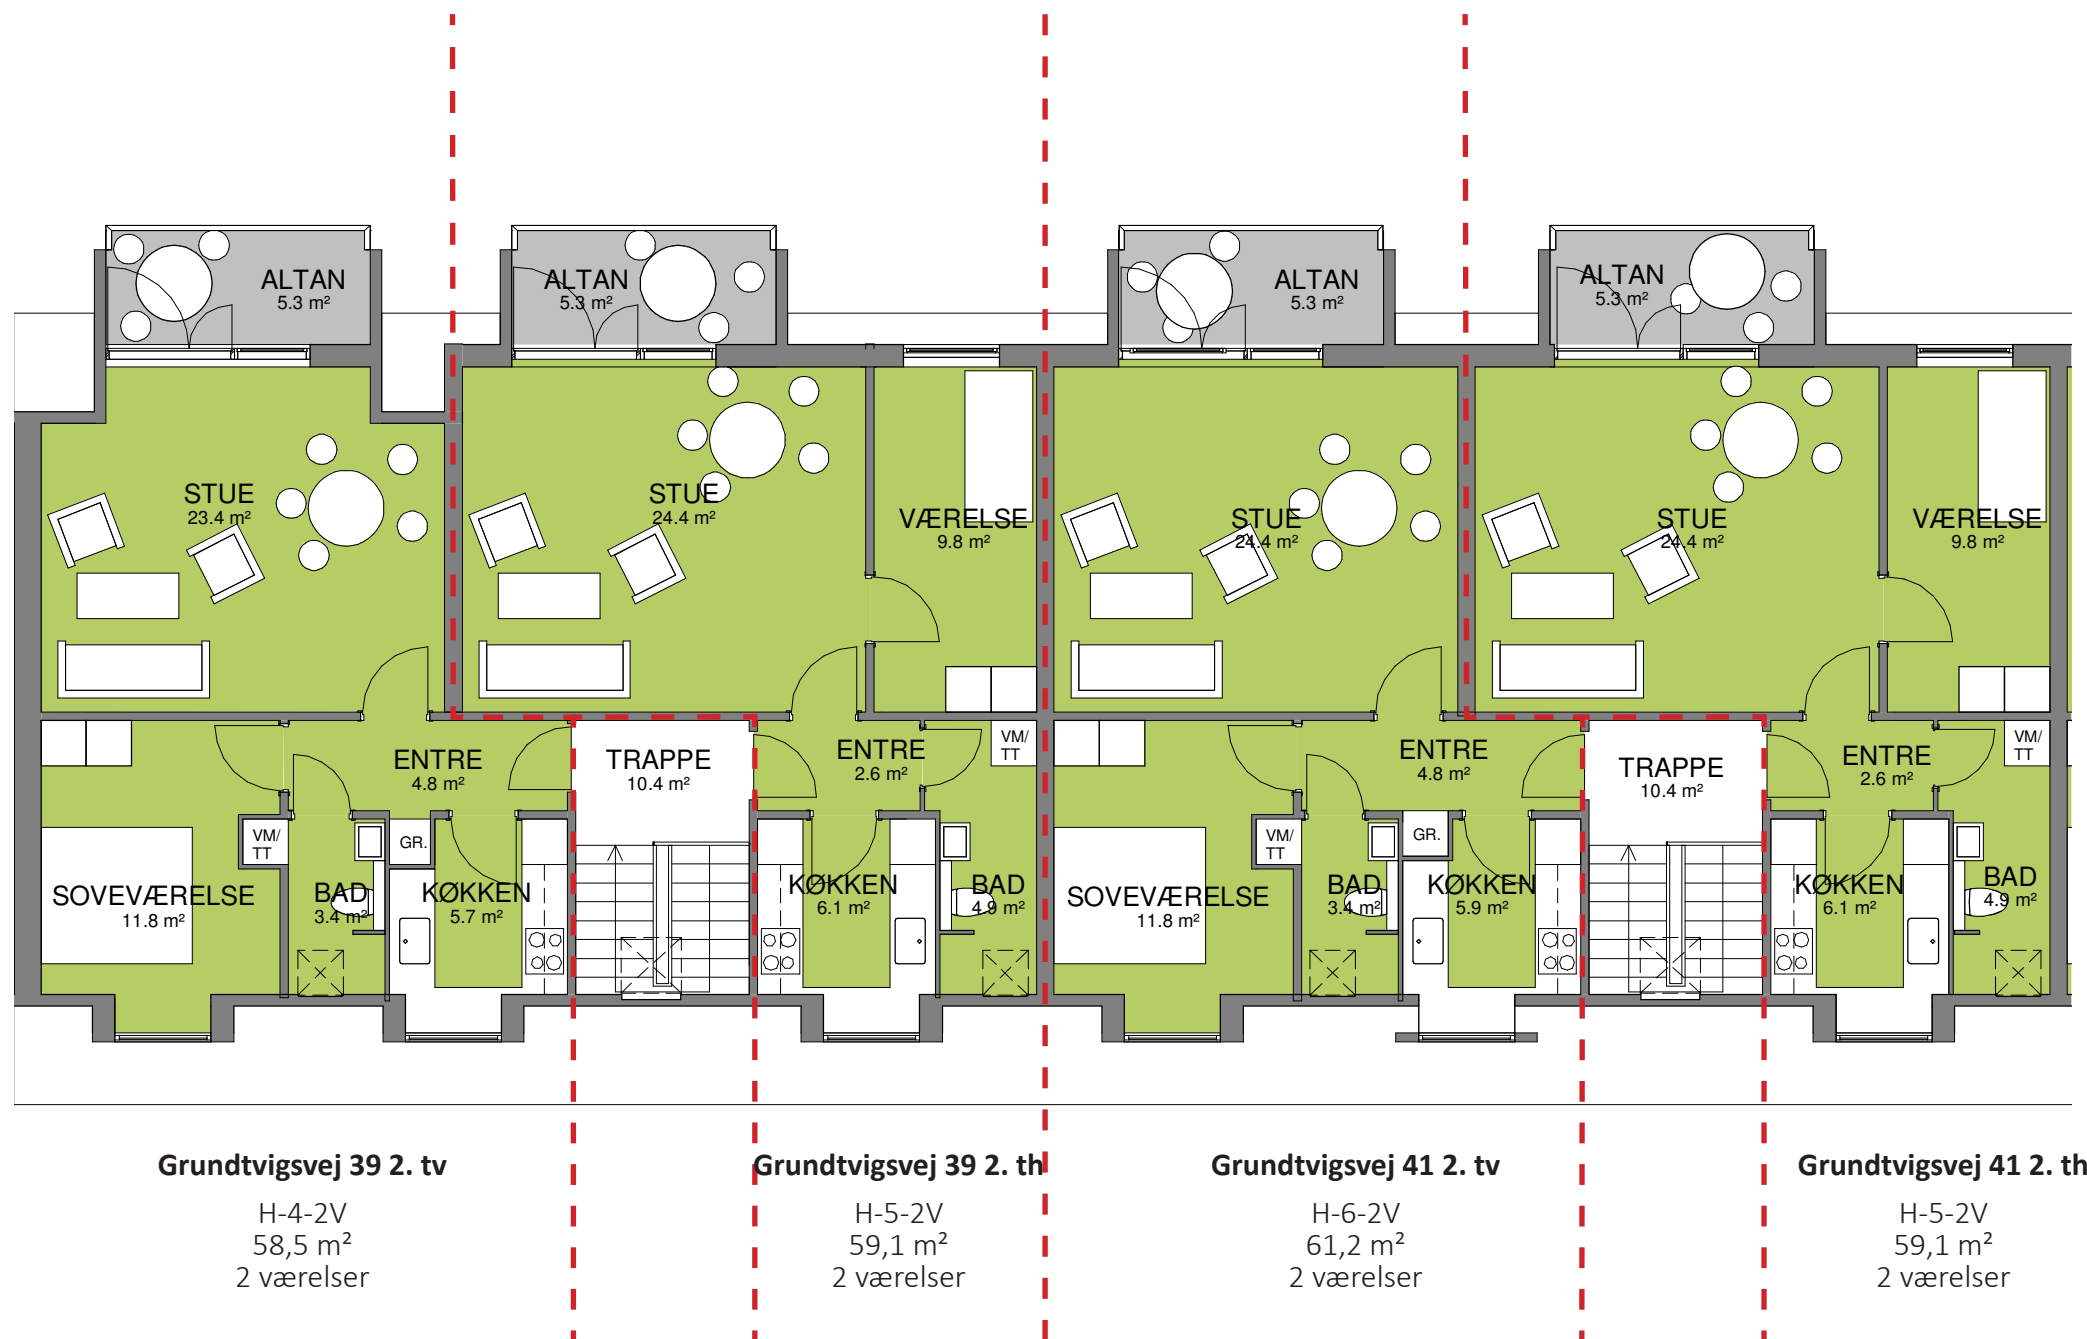 ALTAN
5.3 m²
ALTAN
5.3 m²
ALTAN
5.3 m²
ALTAN
5.3 m²
STUE
23.4 m²
STUE
24.4 m²
VÆRELSE
9.8 m²
STUE
24.4 m²
STUE
24.4 m²
VÆRELSE
9.8 m²
ENTRE
4.8 m²
TRAPPE
10.4 m²
ENTRE
2.6 m²
VM/
TT
ENTRE
4.8 m²
TRAPPE
10.4 m²
ENTRE
2.6 m²
VM/
TT
VM/
TT
GR.
VM/
TT
GR.
SOVEVÆRELSE
11.8 m²
BAD
3.4 m²
KØKKEN
5.7 m²
KØKKEN
6.1 m²
BAD
4.9 m²
SOVEVÆRELSE
11.8 m²
BAD
3.4 m²
KØKKEN
5.9 m²
KØKKEN
6.1 m²
BAD
4.9 m²
Grundtvigsvej 39 2. tv
H-4-2V
58,5 m²
2 værelser
Grundtvigsvej 39 2. th
H-5-2V
59,1 m²
2 værelser
Grundtvigsvej 41 2. tv
H-6-2V
61,2 m²
2 værelser
Grundtvigsvej 41 2. th
H-5-2V
59,1 m²
2 værelser